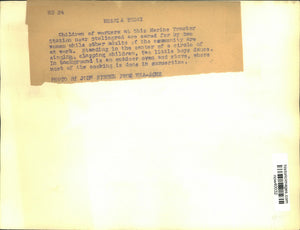 Children of workers at this Marine Tractor
Station near Stalingrad are cared for by two
women while other adults of the community are
at work. Standing in the center of a circle of
singing, clapping children, two little boys dance.
In background is an outdoor oven and stove, where
most of the cooking is done in summertime.
PHOTO BY JOHN
FROM